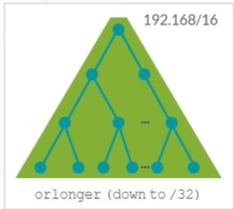 192.168/16
...
...
orlonger (down to /32)